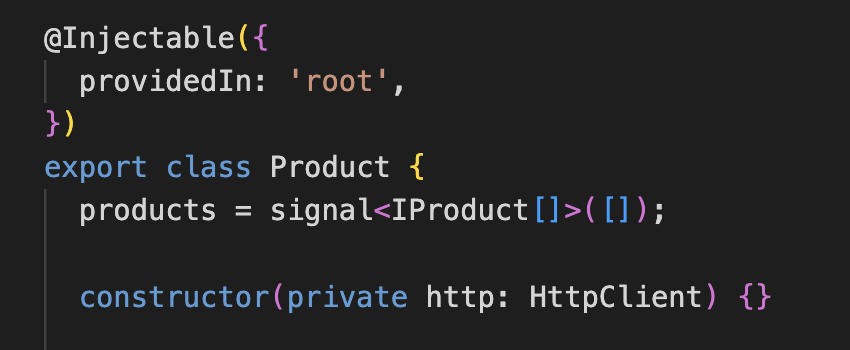 @Injectable({
  providedIn: 'root',
})
export class Product {
  products = signal<IProduct[]>([]);

  constructor(private http: HttpClient) {}